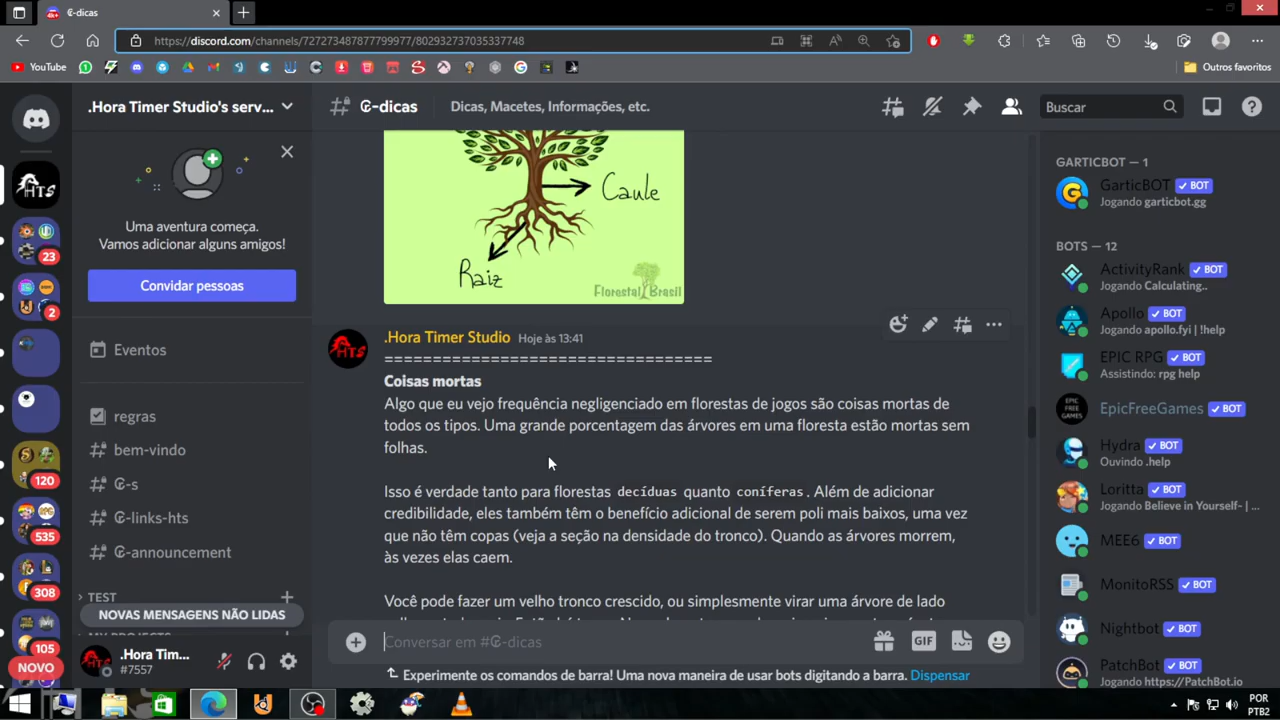 ₢-dicas
https://discord.com/channels/727273487877799977/802932737035337748
YouTube
Outros favoritos
.Hora Timer Studio's serv...
₢-dicas
Dicas, Macetes, Informações, etc.
Buscar
HTS
23
2
120
535
308
105
NOVO
Uma aventura começa.
Vamos adicionar alguns amigos!
Convidar pessoas
Eventos
regras
bem-vindo
₢-s
₢-links-hts
₢-announcement
TEST
NOVAS MENSAGENS NÃO LIDAS
.Hora Tim...
#7557
Caule
Raiz
Florestal Brasil
.Hora Timer Studio Hoje às 13:41
==================================
Coisas mortas
Algo que eu vejo frequência negligenciado em florestas de jogos são coisas mortas de
todos os tipos. Uma grande porcentagem das árvores em uma floresta estão mortas sem
folhas.
Isso é verdade tanto para florestas decíduas quanto coníferas. Além de adicionar
credibilidade, eles também têm o benefício adicional de serem poli mais baixos, uma vez
que não têm copas (veja a seção na densidade do tronco). Quando as árvores morrem,
às vezes elas caem.
Você pode fazer um velho tronco crescido, ou simplesmente virar uma árvore de lado
Conversar em #₢-dicas
GIF
Experimente os comandos de barra! Uma nova maneira de usar bots digitando a barra. Dispensar
GARTICBOT — 1
GarticBOT BOT
Jogando garticbot.gg
BOTS — 12
ActivityRank BOT
Jogando Calculating..
Apollo BOT
Jogando apollo.fyi | !help
EPIC RPG BOT
Assistindo: rpg help
EPIC GAMES FREE
EpicFreeGames BOT
Hydra BOT
Ouvindo .help
Loritta BOT
Jogando Believe in Yourself- | ...
MEE6 BOT
MonitoRSS BOT
Nightbot BOT
PatchBot BOT
Jogando https://PatchBot.io
POR
PTB2